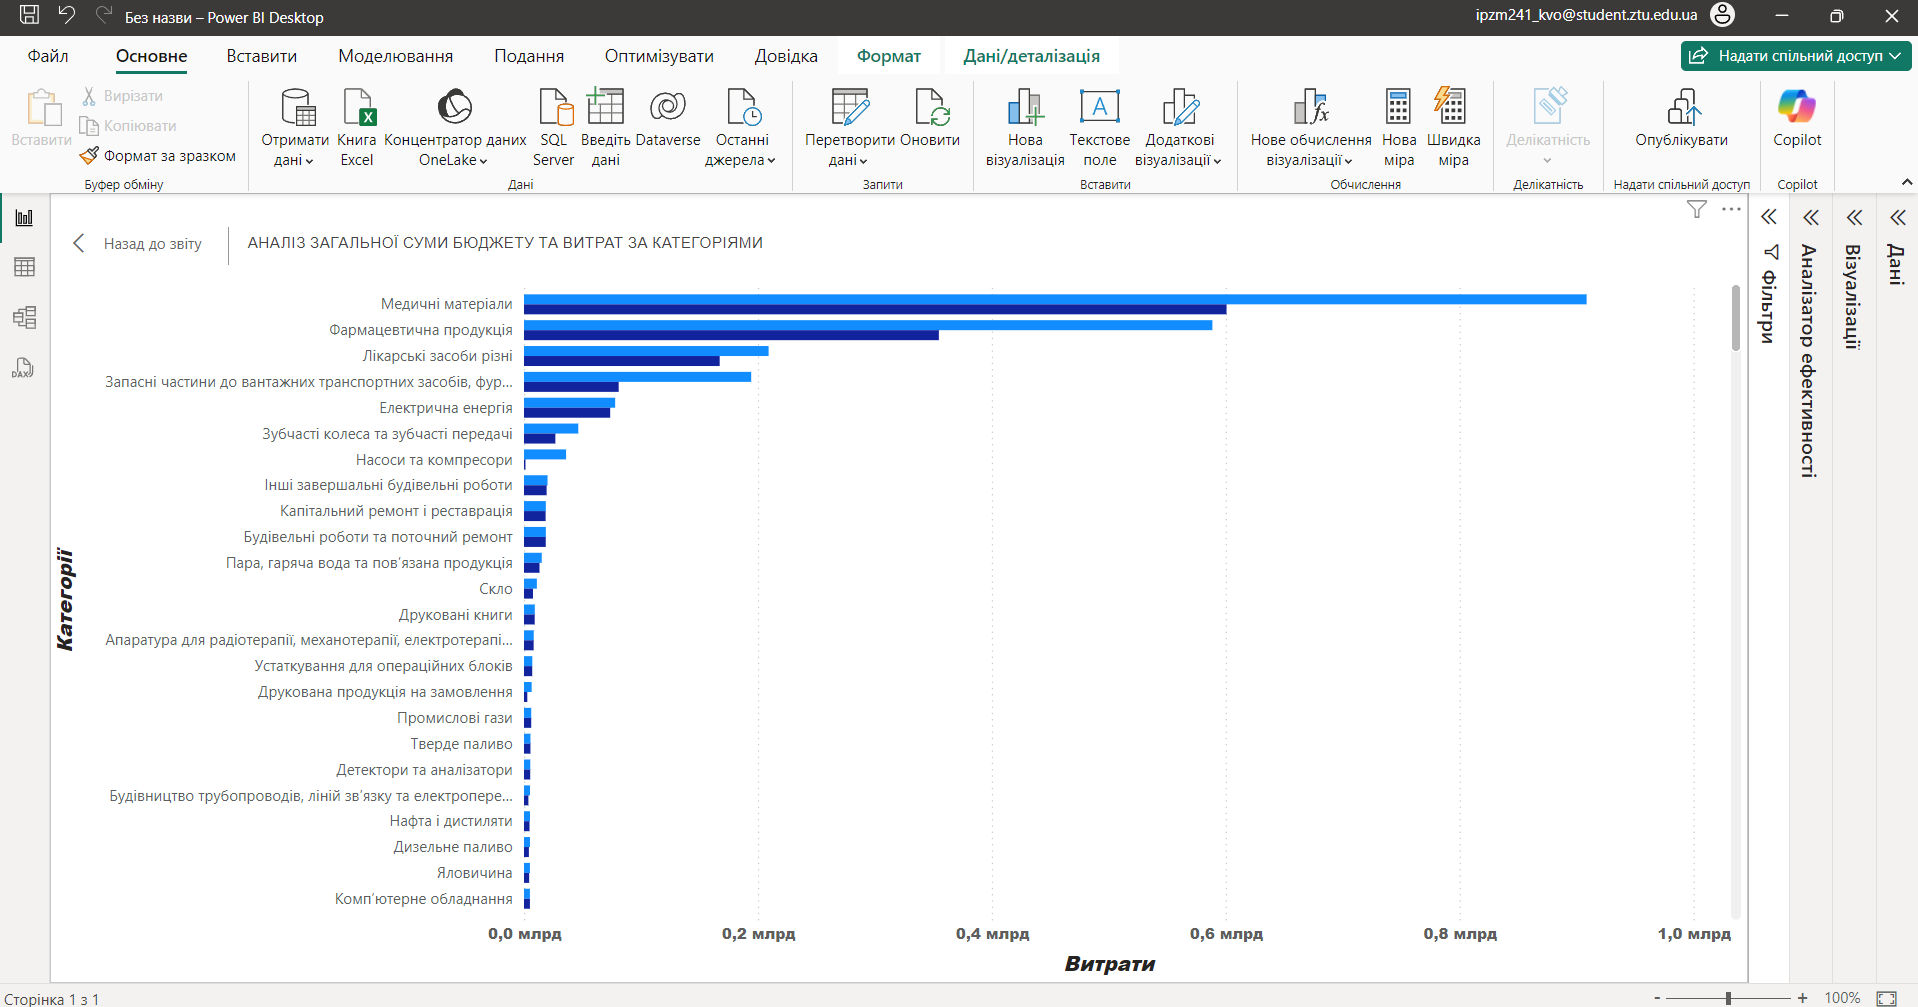 Без назви – Power BI Desktop
ipzm241_kvo@student.ztu.edu.ua
Файл Основне Вставити Моделювання Подання Оптимізувати Довідка Формат Дані/деталізація Надати спільний доступ
Вставити
Вирізати
Копіювати
Формат за зразком
Буфер обміну
Отримати дані
Книга Excel
Концентратор даних OneLake
SQL Server
Введіть дані
Dataverse
Останні джерела
Дані
Перетворити дані
Оновити
Запити
Нова візуалізація
Текстове поле
Додаткові візуалізації
Вставити
Нове обчислення візуалізації
Нова міра
Швидка міра
Обчислення
Делікатність
Делікатність
Опублікувати
Надати спільний доступ
Copilot
Copilot
Назад до звіту
АНАЛІЗ ЗАГАЛЬНОЇ СУМИ БЮДЖЕТУ ТА ВИТРАТ ЗА КАТЕГОРІЯМИ
Категорії
Медичні матеріали
Фармацевтична продукція
Лікарські засоби різні
Запасні частини до вантажних транспортних засобів, фур...
Електрична енергія
Зубчасті колеса та зубчасті передачі
Насоси та компресори
Інші завершальні будівельні роботи
Капітальний ремонт і реставрація
Будівельні роботи та поточний ремонт
Пара, гаряча вода та пов’язана продукція
Скло
Друковані книги
Апаратура для радіотерапії, механотерапії, електротерапі...
Устаткування для операційних блоків
Друкована продукція на замовлення
Промислові гази
Тверде паливо
Детектори та аналізатори
Будівництво трубопроводів, ліній зв’язку та електропере...
Нафта і дистиляти
Дизельне паливо
Яловичина
Комп’ютерне обладнання
0,0 млрд 0,2 млрд 0,4 млрд 0,6 млрд 0,8 млрд 1,0 млрд
Витрати
Фільтри
Аналізатор ефективності
Візуалізації
Дані
Сторінка 1 з 1
- + 100%